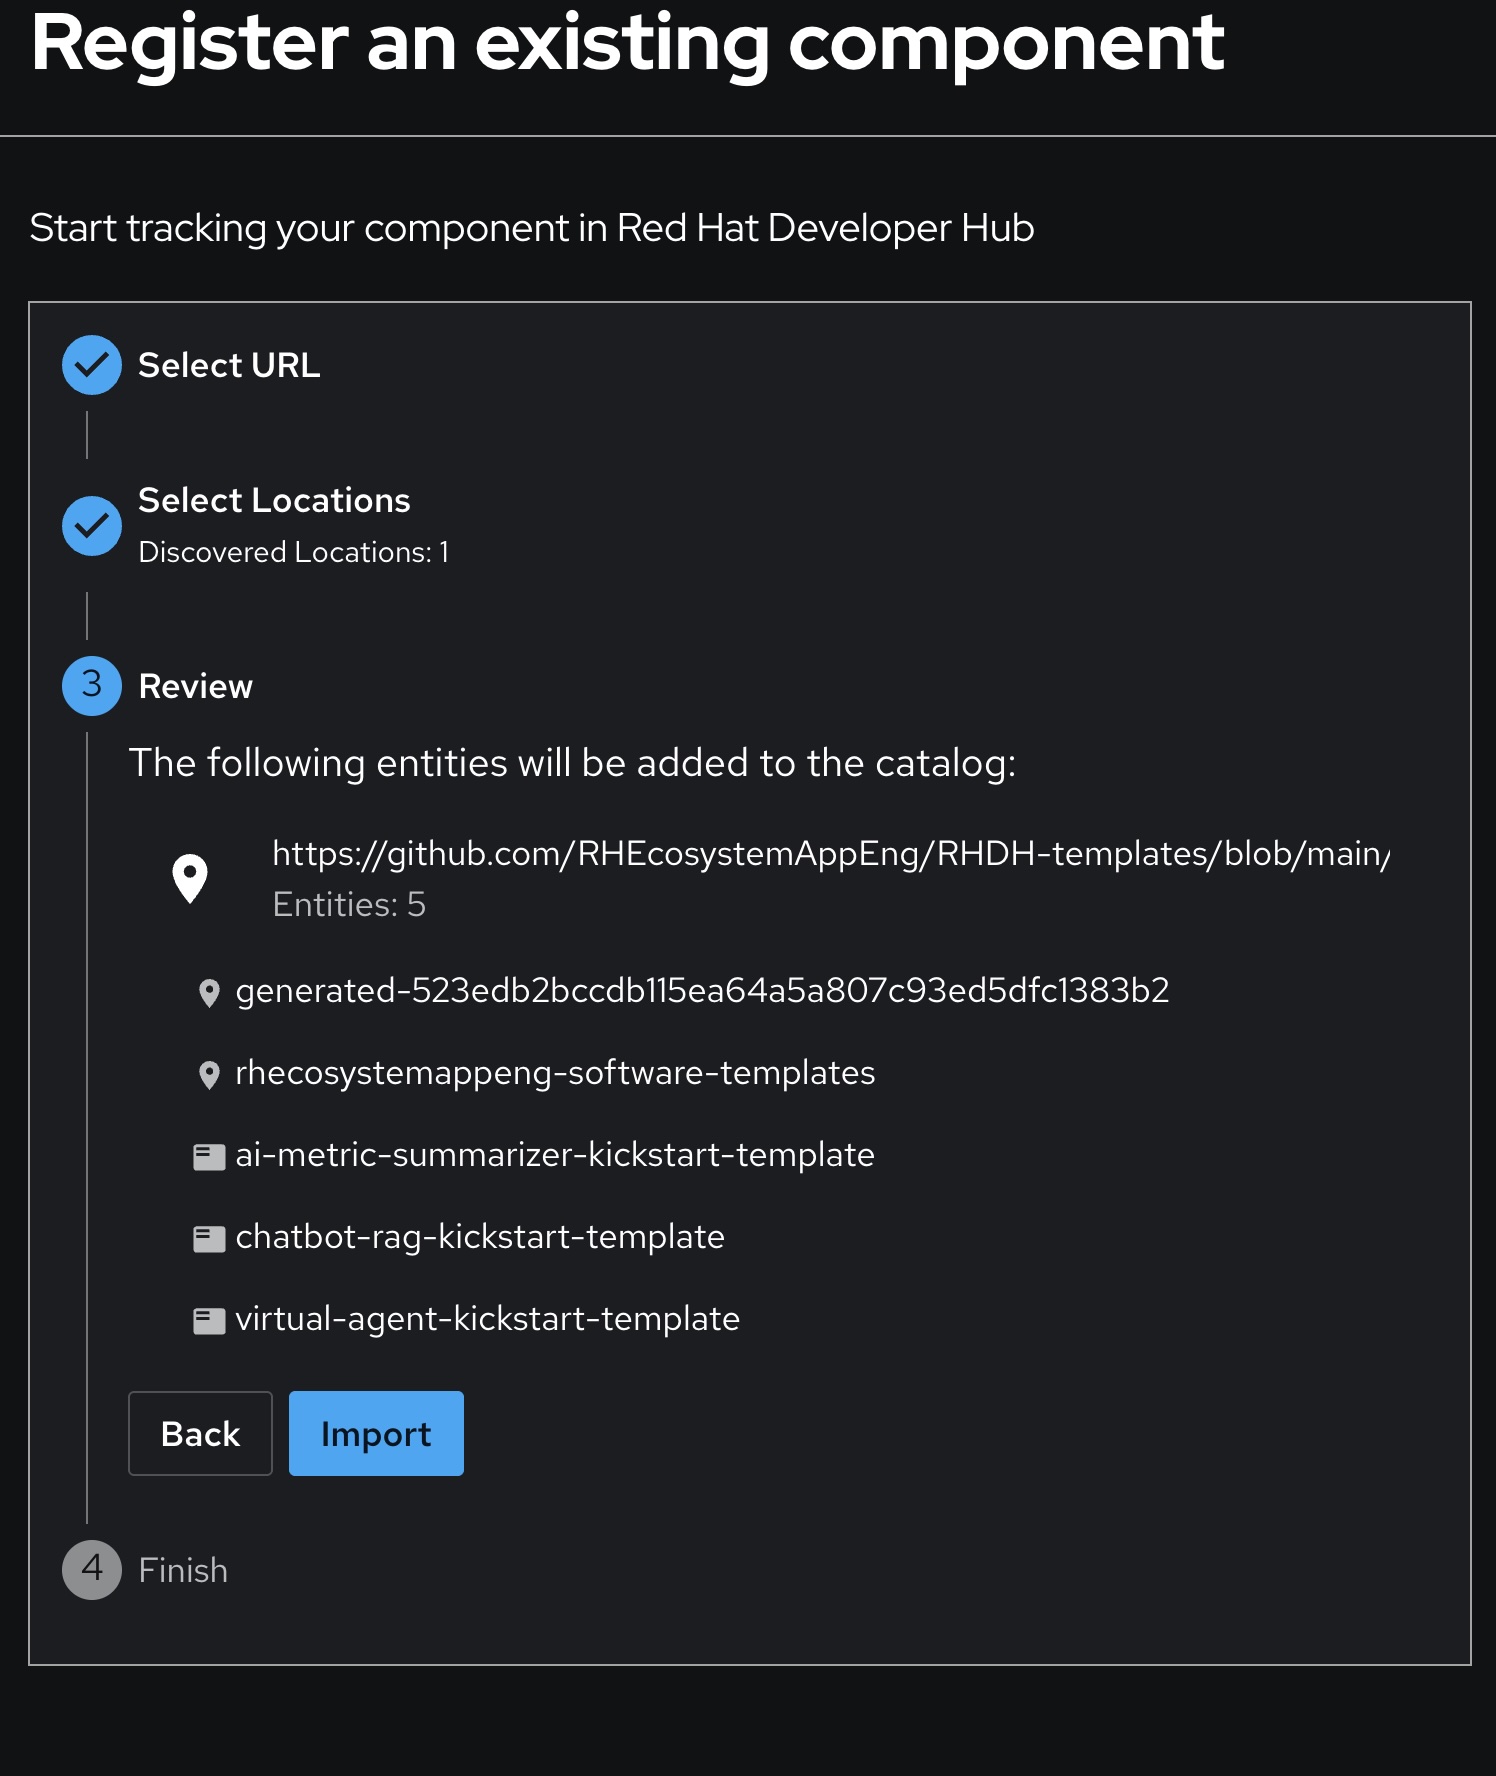 Register an existing component
Start tracking your component in Red Hat Developer Hub
Select URL
Select Locations
Discovered Locations: 1
3
Review
The following entities will be added to the catalog:
https://github.com/RHEcosystemAppEng/RHDH-templates/blob/main/
Entities: 5
generated-523edb2bccdb115ea64a5a807c93ed5dfc1383b2
rhecosystemappeng-software-templates
ai-metric-summarizer-kickstart-template
chatbot-rag-kickstart-template
virtual-agent-kickstart-template
Back
Import
4
Finish